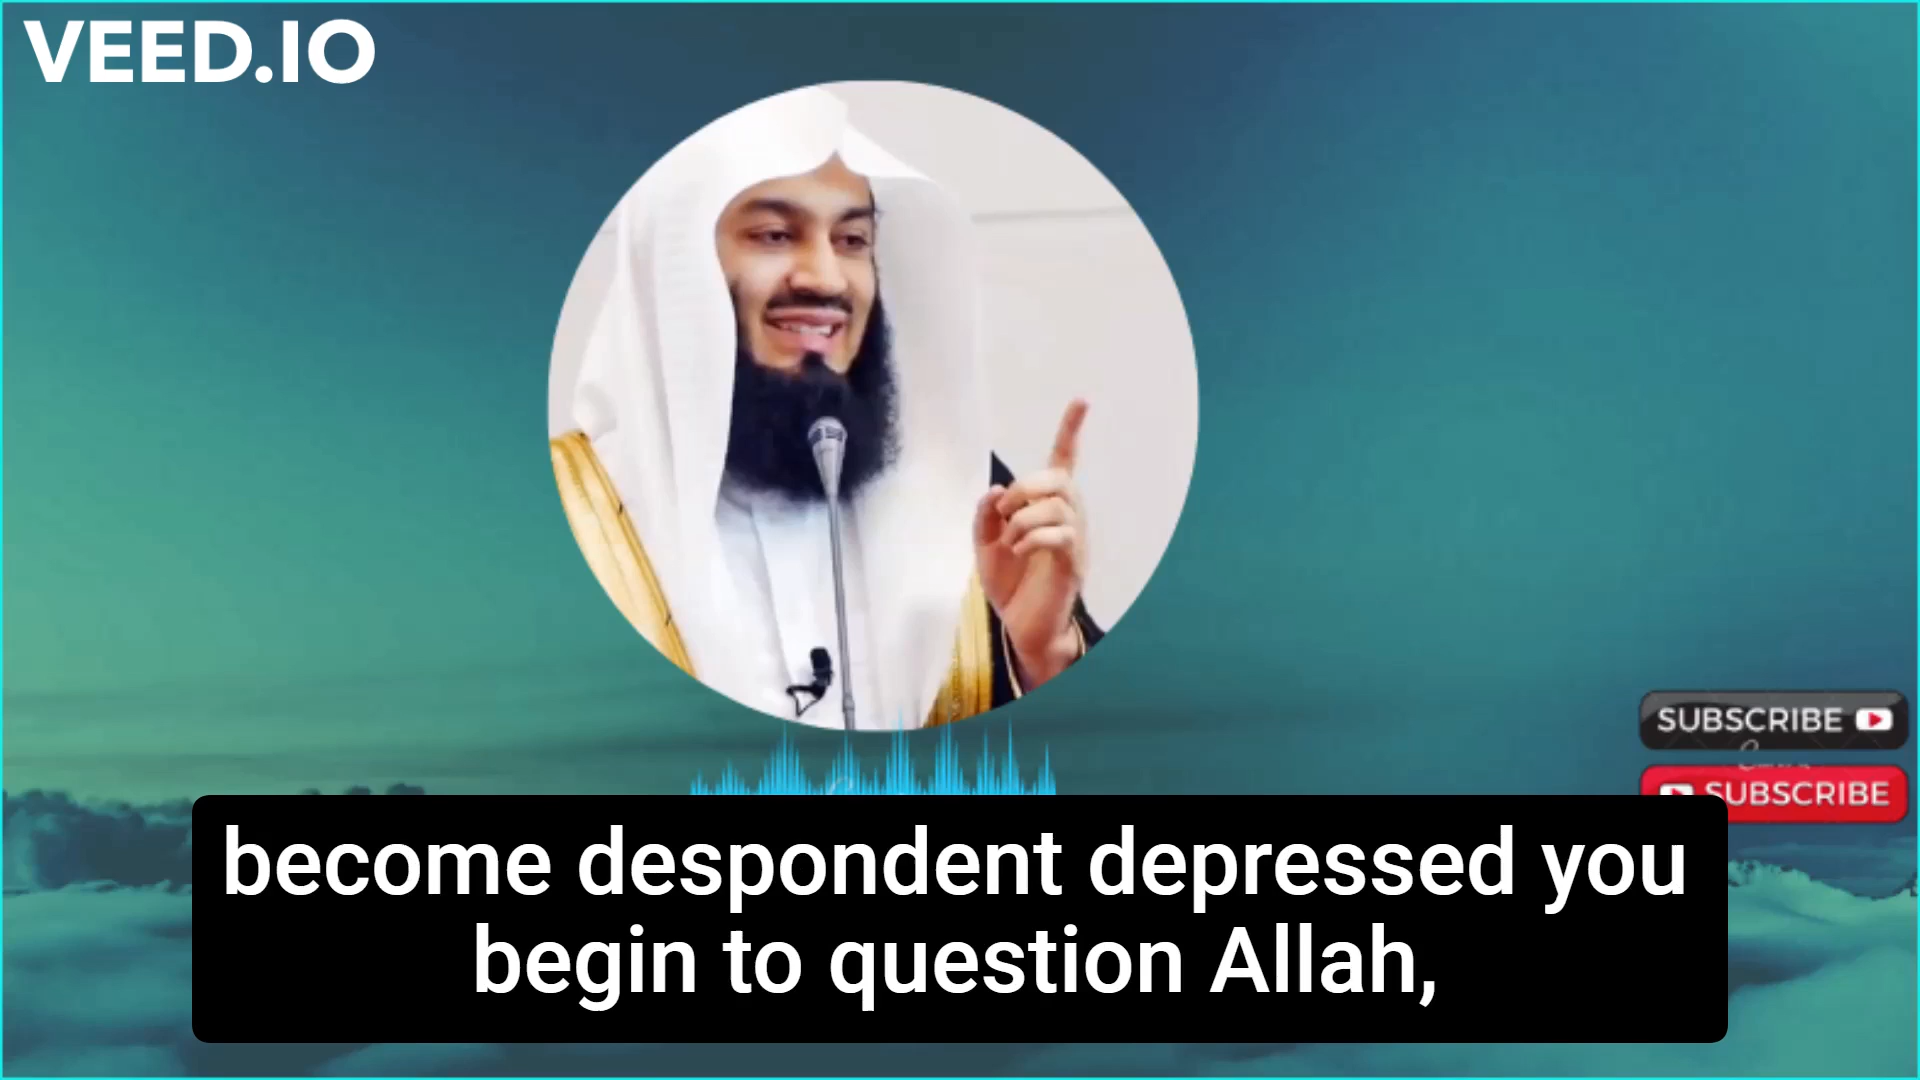 VEED.IO
SUBSCRIBE
SUBSCRIBE
become despondent depressed you
begin to question Allah,